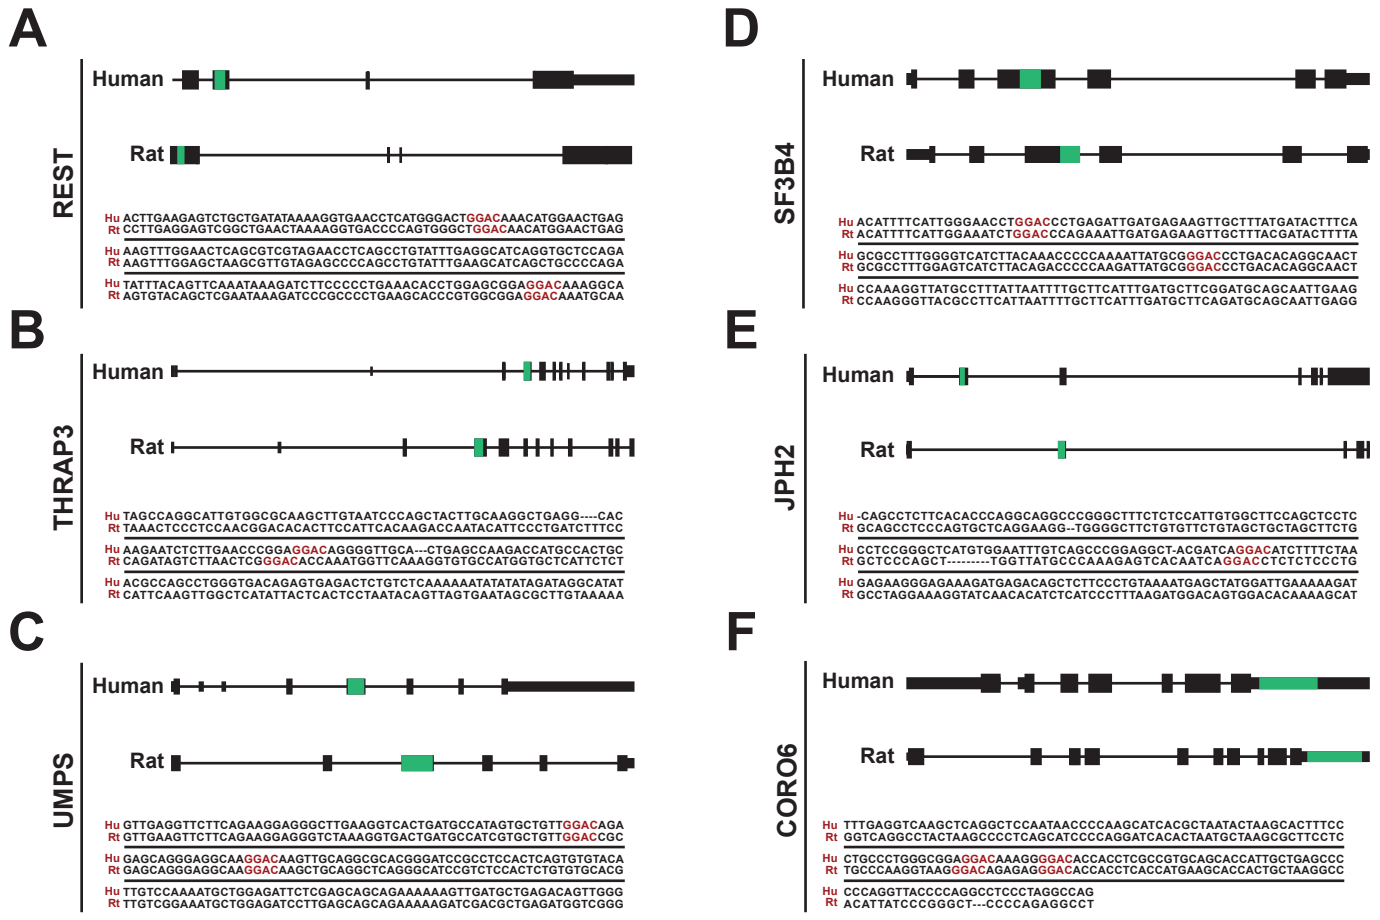 A
Human
Rat
REST
Hu ACTTGAAGAGTCTGCTGATATAAAAGGTGAACCTCATGGGACTGGACAAACATGGAACTGAG
Rt CCTTGAGGAGTCGGCTGAACTAAAAGGTGACCCCAGTGGGCTGGACAACATGGAACTGAG
Hu AAGTTTGGAACTCAGCGTCGTAGAACCTCAGCCTGTATTTGAGGCATCAGGTGCTCCAGA
Rt AAGTTTGGAGCTAAGCGTTGTAGAGCCCCAGCCTGTATTTGAAGCATCAGCTGCCCCAGA
Hu TATTTACAGTTCAAATAAAGATCTTCCCCCTGAAACACCTGGAGCGGAGGACAAAGGCA
Rt AGTGTACAGCTCGAATAAAGATCCCGCCCCTGAAGCACCCGTGGCGGAGGACAAATGCAA
B
Human
Rat
THRAP3
Hu TAGCCAGGCATTGTGGCGCAAGCTTGTAATCCCAGCTACTTGCAAGGCTGAGG----CAC
Rt TAAACTCCCTCCAACGGACACACTTCCATTCACAAGACCAATACATTCCCTGATCTTTCC
Hu AAGAATCTCTTGAACCCGGAGGACAGGGGTTGCA---CTGAGCCAAGACCATGCCACTGC
Rt CAGATAGTCTTAACTCGGGACACCAAATGGTTCAAAGGTGTGCCATGGTGCTCATTCTCT
Hu ACGCCAGCCTGGGTGACAGAGTGAGACTCTGTCTCAAAAAATATATATAGATAGGCATAT
Rt CATTCAAGTTGGCTCATATTACTCACTCCTAATACAGTTAGTGAATAGCGCTTGTAAAAA
C
Human
Rat
UMPS
Hu GTTGAGGTTCTTCAGAAGGAGGGCTTGAAGGTCACTGATGCCATAGTGCTGTTGGACAGA
Rt GTTGAAGTTCTTCAGAAGGAGGGTCTAAAGGTGACTGATGCCATCGTGCTGTTGGACCGC
Hu GAGCAGGGAGGCAAGGACAAGTTGCAGGCGCACGGGATCCGCCTCCACTCAGTGTGTACA
Rt GAGCAGGGAGGCAAGGACAAGCTGCAGGCTCAGGGCATCCGTCTCCACTCTGTGTGCACG
Hu TTGTCCAAAATGCTGGAGATTCTCGAGCAGCAGAAAAAAGTTGATGCTGAGACAGTTGGG
Rt TTGTCGGAAATGCTGGAGATCCTTGAGCAGCAGAAAAAGATCGACGCTGAGATGGTCGGG
D
Human
Rat
SF3B4
Hu ACATTTTCATTGGGAACCTGGACCCTGAGATTGATGAGAAGTTGCTTTATGATACTTTCA
Rt ACATTTTCATTGGAAATCTGGACCCAGAAATTGATGAGAAGTTGCTTTACGATACTTTTA
Hu GCGCCTTTGGGGTCATCTTACAAACCCCCAAAATTATGCGGGACCCTGACACAGGCAACT
Rt GCGCCTTTGGAGTCATCTTACAGACCCCCAAGATTATGCGGGACCCTGACACAGGCAACT
Hu CCAAAGGTTATGCCTTTATTAATTTTGCTTCATTTGATGCTTCGGATGCAGCAATTGAAG
Rt CCAAGGGTTACGCCTTCATTAATTTTGCTTCATTTGATGCTTCAGATGCAGCAATTGAGG
E
Human
Rat
JPH2
Hu -CAGCCTCTTCACACCCAGGCAGGCCCGGGCTTTCTCTCCATTGTGGCTTCCAGCTCCTC
Rt GCAGCCTCCCAGTGCTCAGGAAGG--TGGGGCTTCTGTGTTCTGTAGCTGCTAGCTTCTG
Hu CCTCCGGGCTCATGTGGAATTTGTCAGCCCGGAGGCT-ACGATCAGGACATCTTTTCTAA
Rt GCTCCCAGCT---------TGGTTATGCCCAAAGAGTCACAATCAGGACCTCTCTCCCTG
Hu GAGAAGGGAGAAAGATGAGACAGCTCTTCCCTGTAAAATGAGCTATGGATTGAAAAAGAT
Rt GCCTAGGAAAGGTATCAACACATCTCATCCCTTTAAGATGGACAGTGGACACAAAAGCAT
F
Human
Rat
CORO6
Hu TTTGAGGTCAAGCTCAGGCTCCAATAACCCCAAGCATCACGCTAATACTAAGCACTTTCC
Rt GGTCAGGCCTACTAAGCCCCTCAGCATCCCCAGGATCACACTAATGCTAAGCGCTTCCTC
Hu CTGCCCTGGGCGGAGGACAAAGGGGACACCACCTCGCCGTGCAGCACCATTGCTGAGCCC
Rt TGCCCAAGGTAAGGACAGAGAGGGACACCACCTCACCATGAAGCACCACTGCTAAGGCC
Hu CCCAGGTTACCCCAGGCCTCCCTAGGCCAG
Rt ACATTATCCCGGGCT---CCCCAGAGGCCT